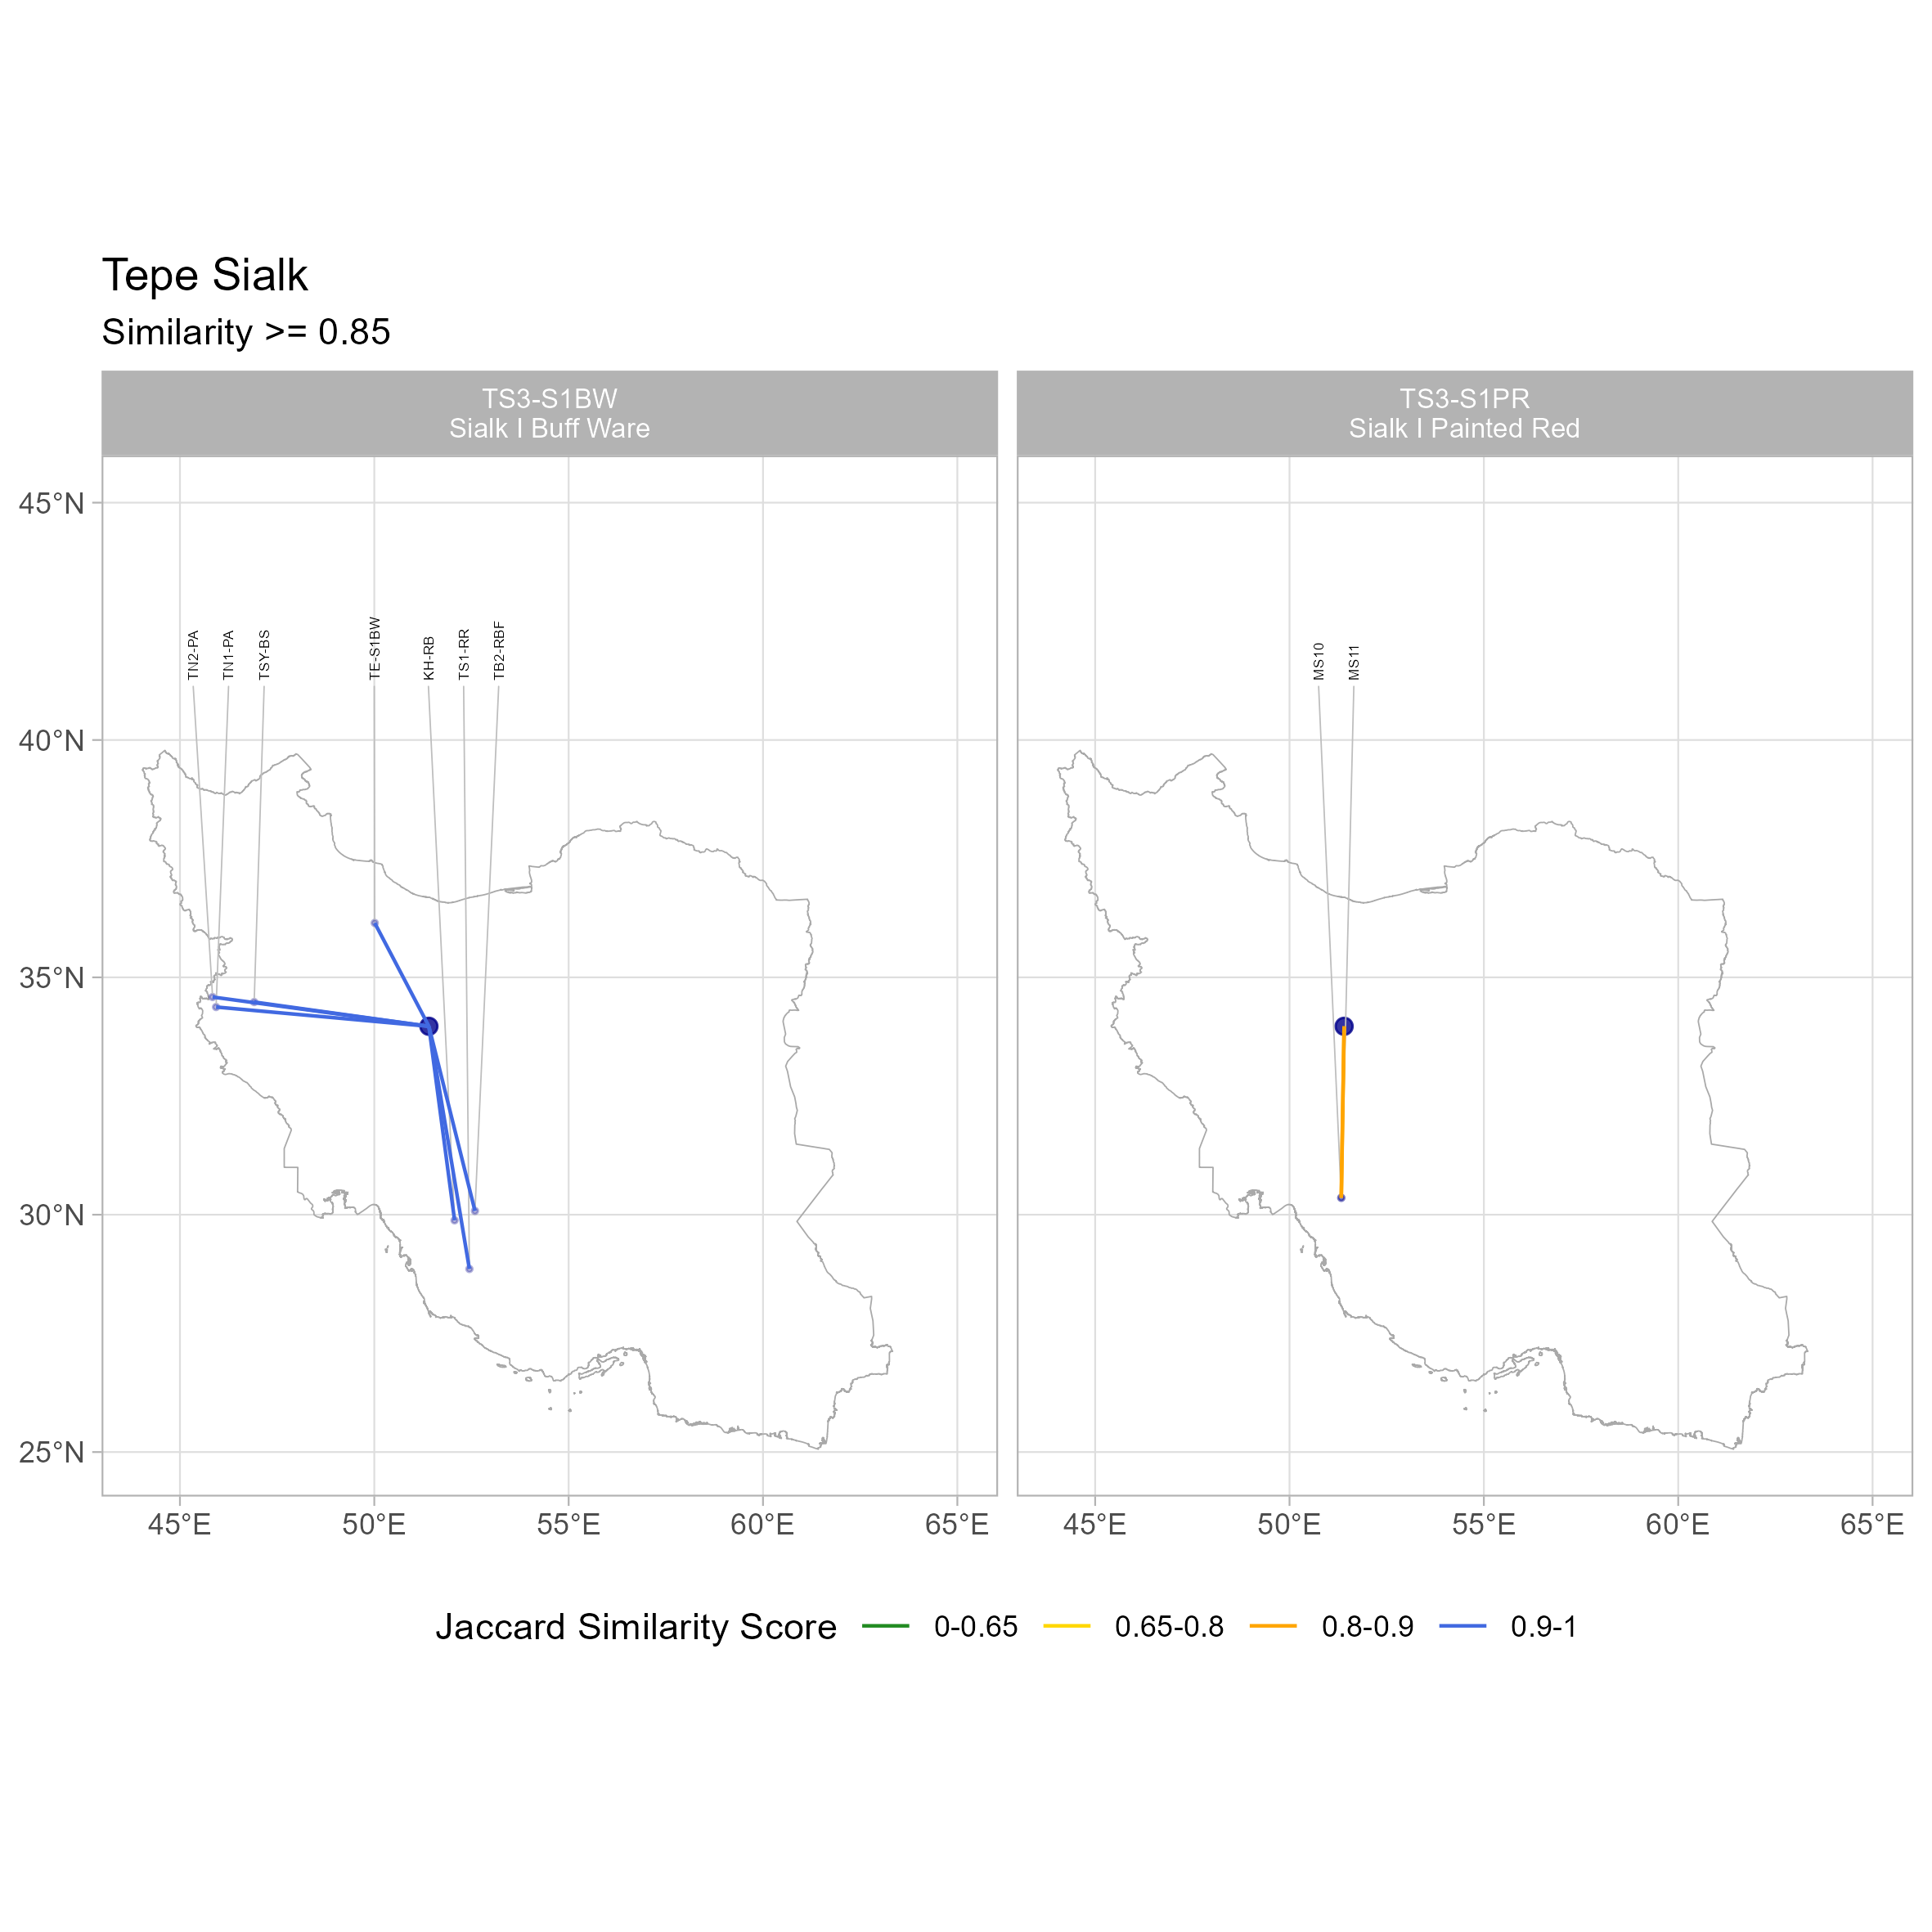 Tepe Sialk
Similarity >= 0.85
TS3-S1BW
Sialk I Buff Ware
TS3-S1PR
Sialk I Painted Red
45°N
40°N
35°N
30°N
25°N
TN2-PA
TN1-PA
TSY-BS
TE-S1BW
KH-RB
TS1-RR
TB2-RBF
MS10
MS11
45°E 50°E 55°E 60°E 65°E
45°E 50°E 55°E 60°E 65°E
Jaccard Similarity Score 0-0.65 0.65-0.8 0.8-0.9 0.9-1